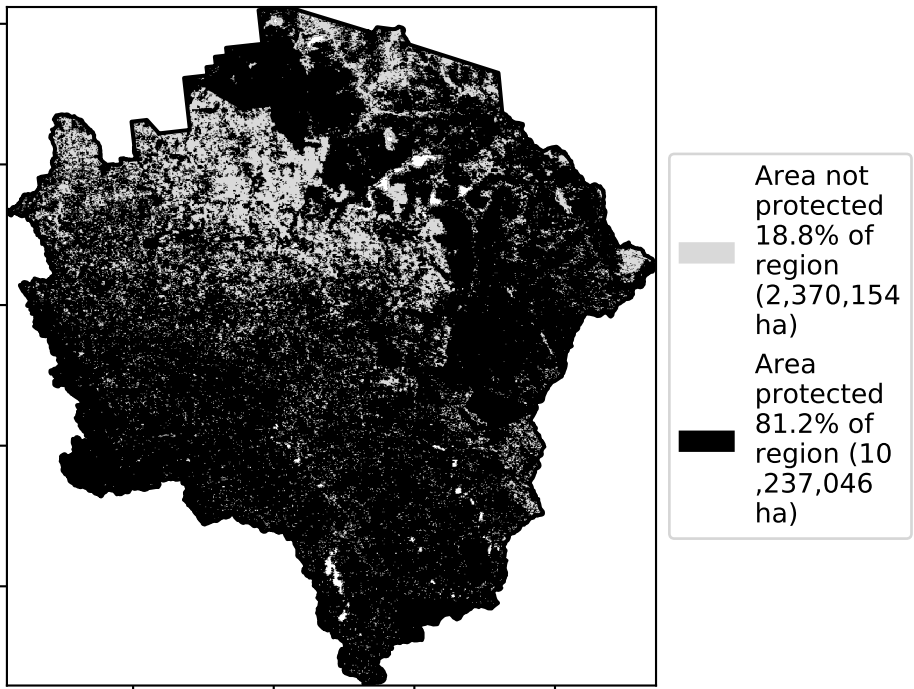 Area not
protected
18.8% of
region
(2,370,154
ha)
Area
protected
81.2% of
region (10
,237,046
ha)